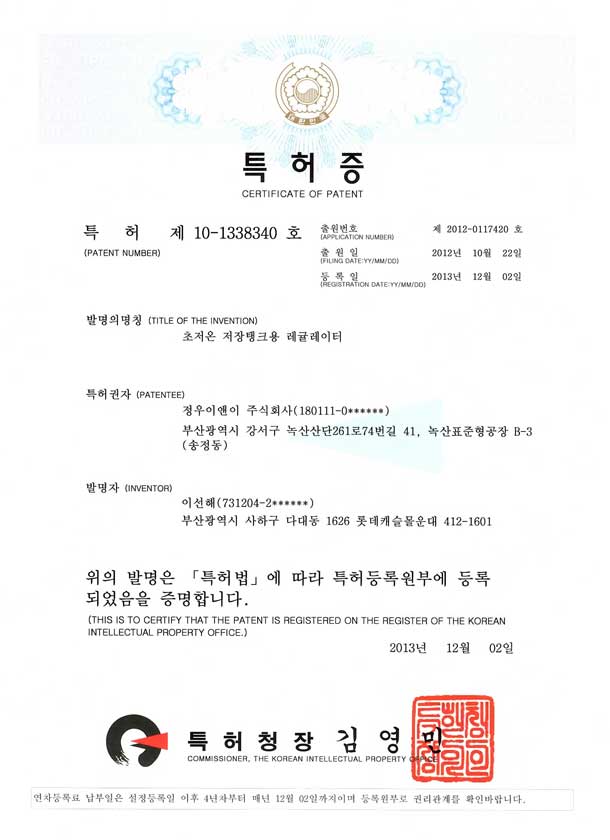 대한민국
특허증
CERTIFICATE OF PATENT
특 허 제 10-1338340 호
(PATENT NUMBER)
출원번호 제 2012-0117420 호
(APPLICATION NUMBER)
출 원 일 2012년 10월 22일
(FILING DATE:YY/MM/DD)
등 록 일 2013년 12월 02일
(REGISTRATION DATE:YY/MM/DD)
발명의명칭 (TITLE OF THE INVENTION)
초저온 저장탱크용 레귤레이터
특허권자 (PATENTEE)
정우이앤이 주식회사(180111-0******)
부산광역시 강서구 녹산산단261로74번길 41, 녹산표준형공장 B-3
(송정동)
발명자 (INVENTOR)
이선해(731204-2******)
부산광역시 사하구 다대동 1626 롯데캐슬몰운대 412-1601
위의 발명은 「특허법」에 따라 특허등록원부에 등록
되었음을 증명합니다.
(THIS IS TO CERTIFY THAT THE PATENT IS REGISTERED ON THE REGISTER OF THE KOREAN
INTELLECTUAL PROPERTY OFFICE.)
2013년 12월 02일
특허청장 김영민
COMMISSIONER, THE KOREAN INTELLECTUAL PROPERTY OFFICE
연차등록료 납부일은 설정등록일 이후 4년차부터 매년 12월 02일까지이며 등록원부로 권리관계를 확인바랍니다.